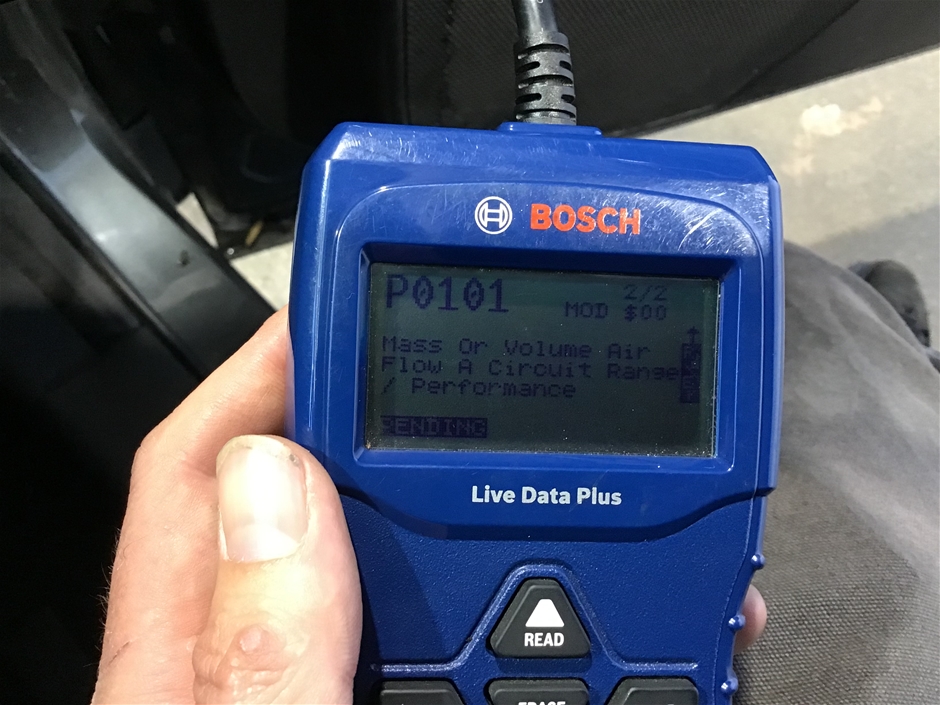 BOSCH
P0101
2/2
MOD $00
Mass Or Volume Air
Flow A Circuit Range
/ Performance
PENDING
Live Data Plus
READ
ERASE